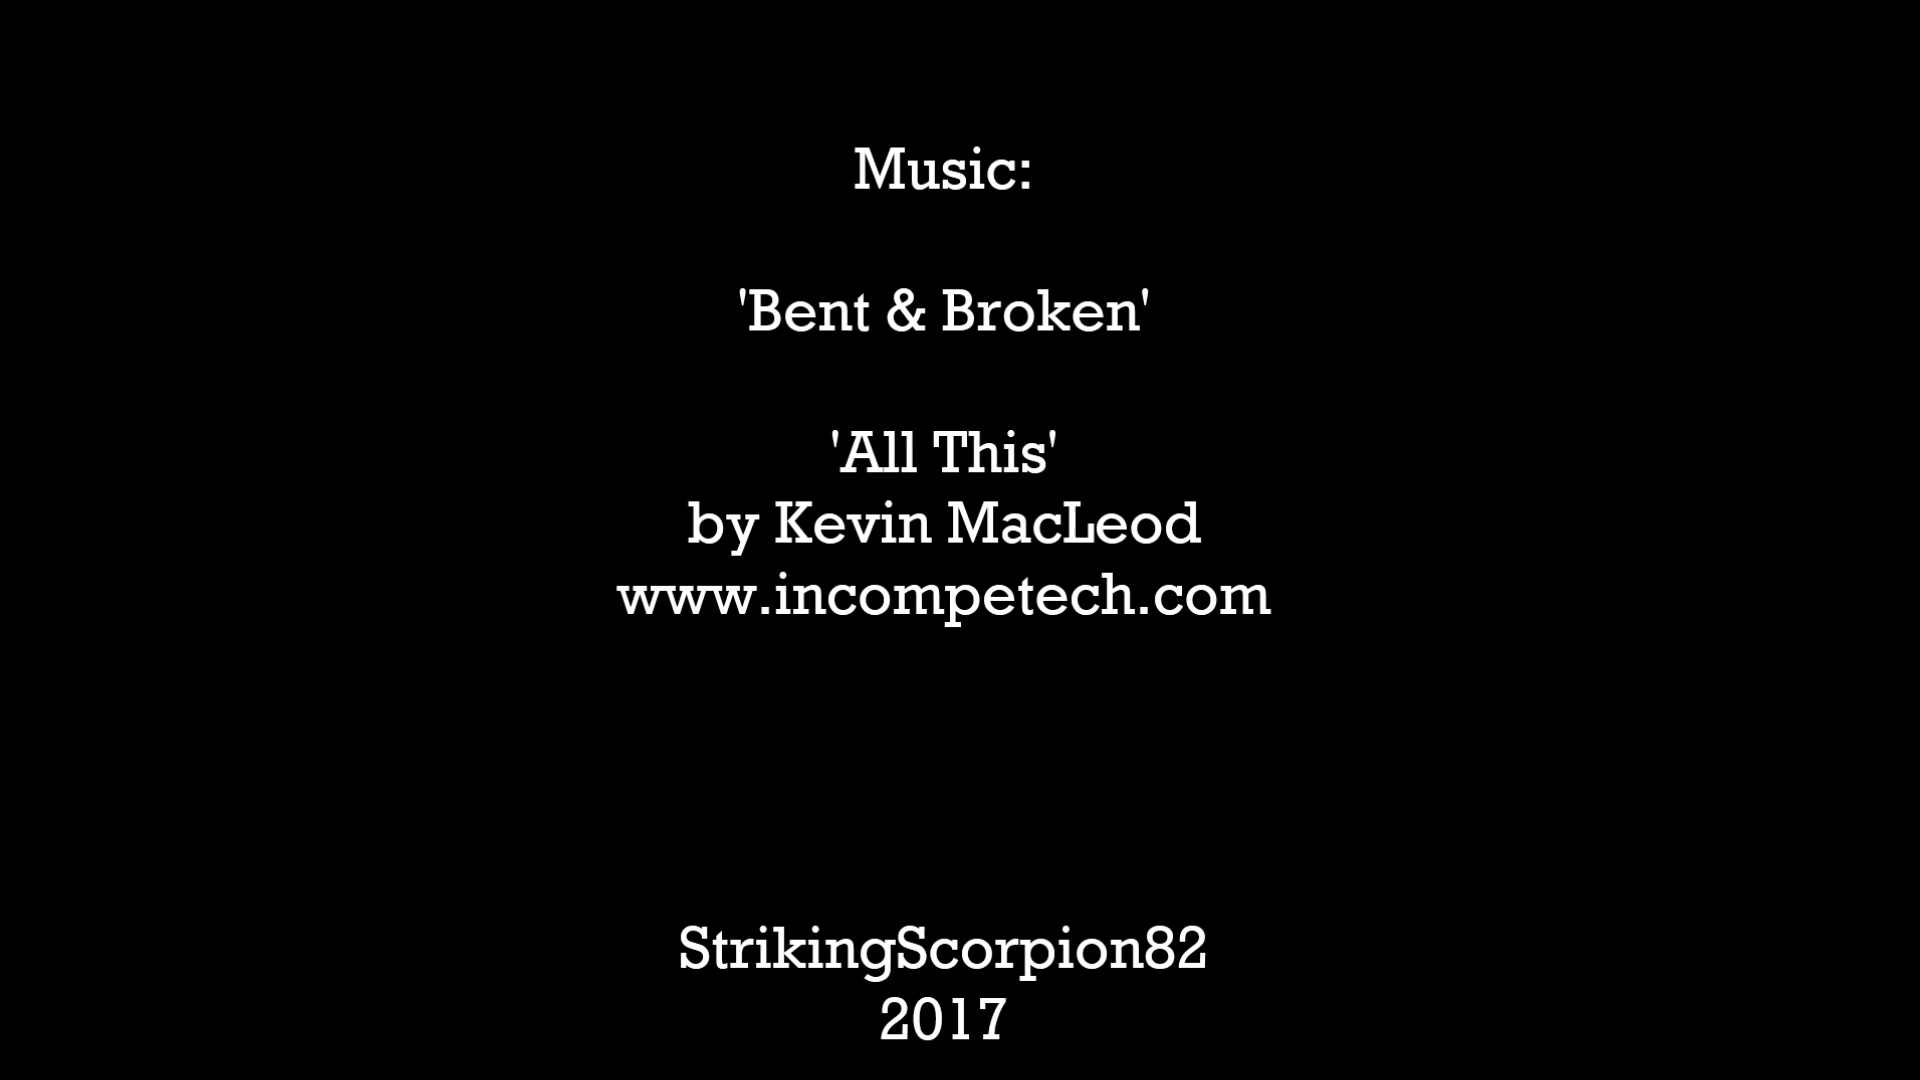 Music:
'Bent & Broken'
'All This'
by Kevin MacLeod
www.incompetech.com
StrikingScorpion82
2017